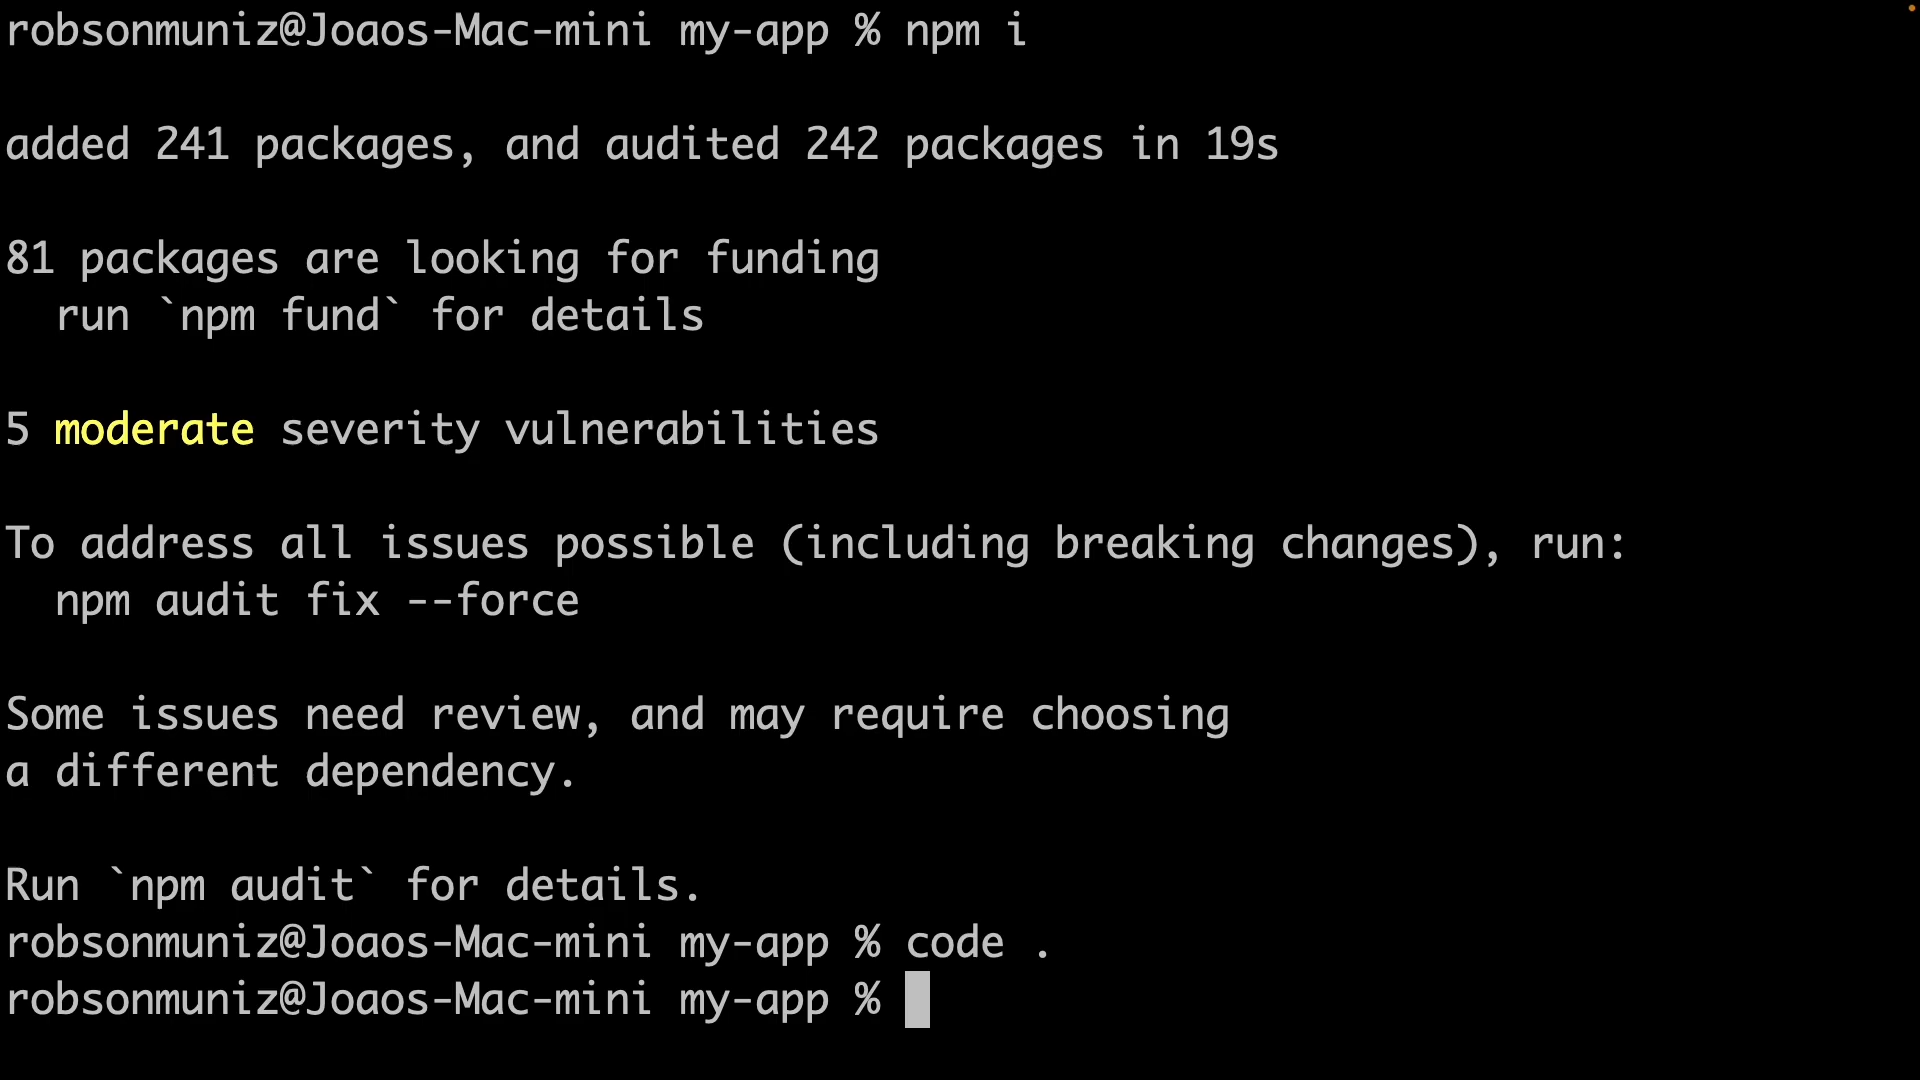 robsonmuniz@Joaos-Mac-mini my-app % npm i
added 241 packages, and audited 242 packages in 19s
81 packages are looking for funding
  run `npm fund` for details
5 moderate severity vulnerabilities
To address all issues possible (including breaking changes), run:
  npm audit fix --force
Some issues need review, and may require choosing
a different dependency.
Run `npm audit` for details.
robsonmuniz@Joaos-Mac-mini my-app % code .
robsonmuniz@Joaos-Mac-mini my-app %